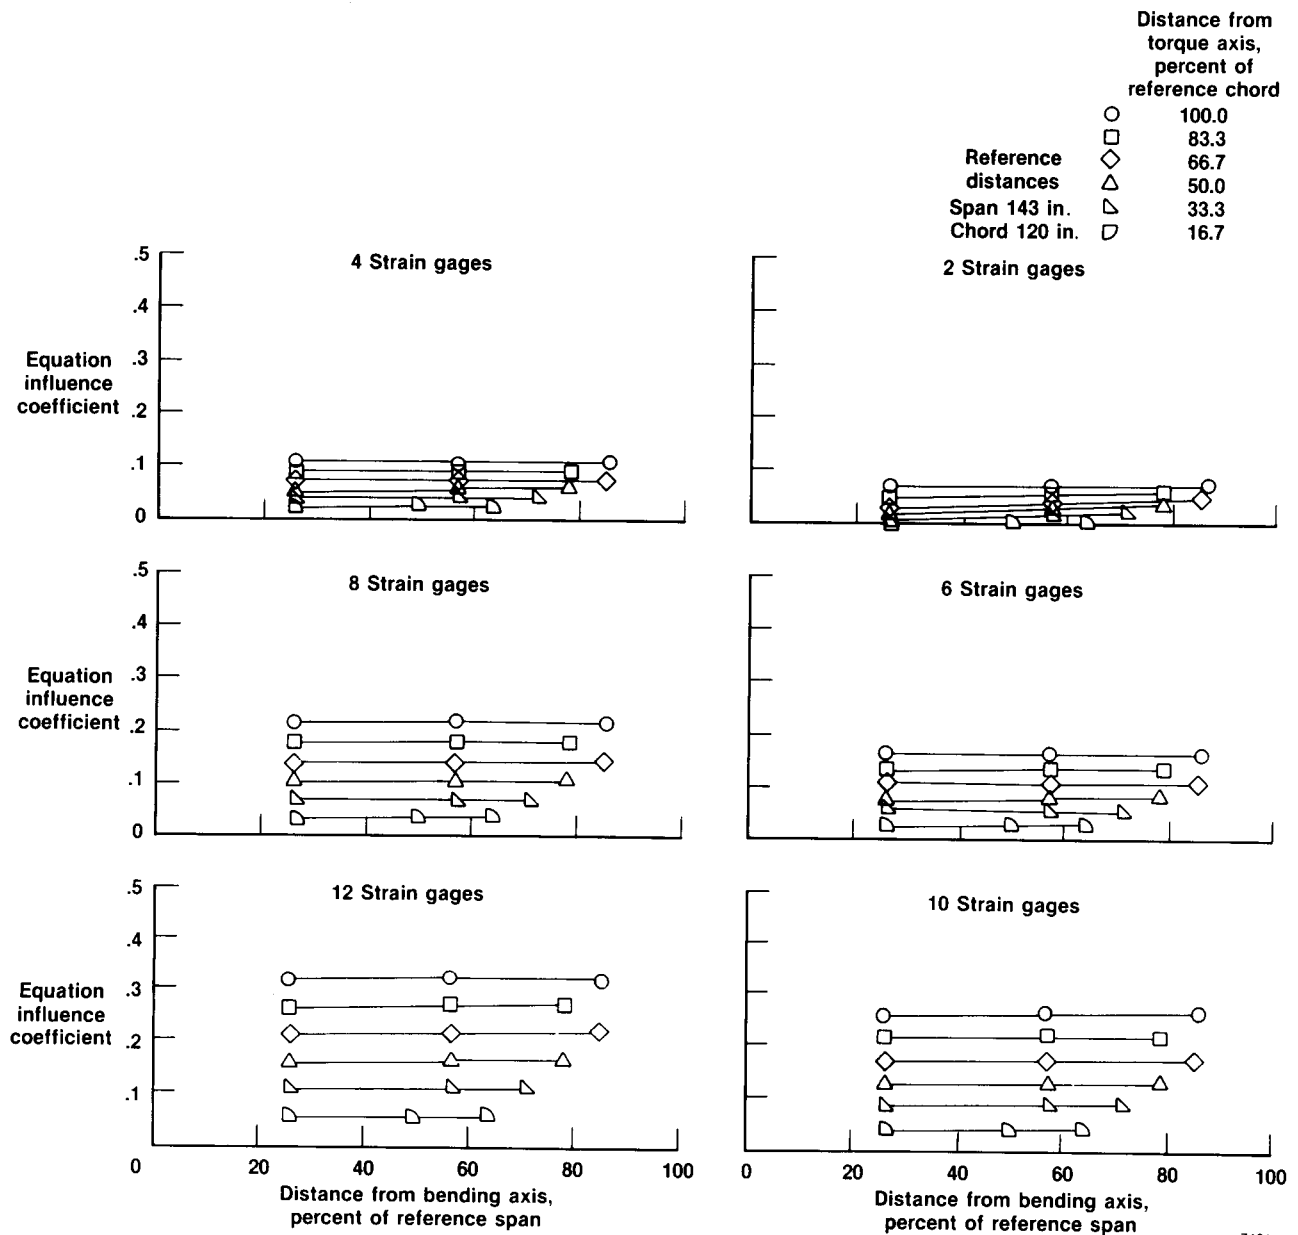 Distance from
torque axis,
percent of
reference chord
100.0
83.3
Reference 66.7
distances 50.0
Span 143 in. 33.3
Chord 120 in. 16.7
4 Strain gages
.5
.4
.3
.2
.1
0
Equation
influence
coefficient
2 Strain gages
8 Strain gages
.5
.4
.3
.2
.1
0
Equation
influence
coefficient
6 Strain gages
12 Strain gages
.5
.4
.3
.2
.1
0 20 40 60 80 100
Equation
influence
coefficient
Distance from bending axis,
percent of reference span
10 Strain gages
0 20 40 60 80 100
Distance from bending axis,
percent of reference span